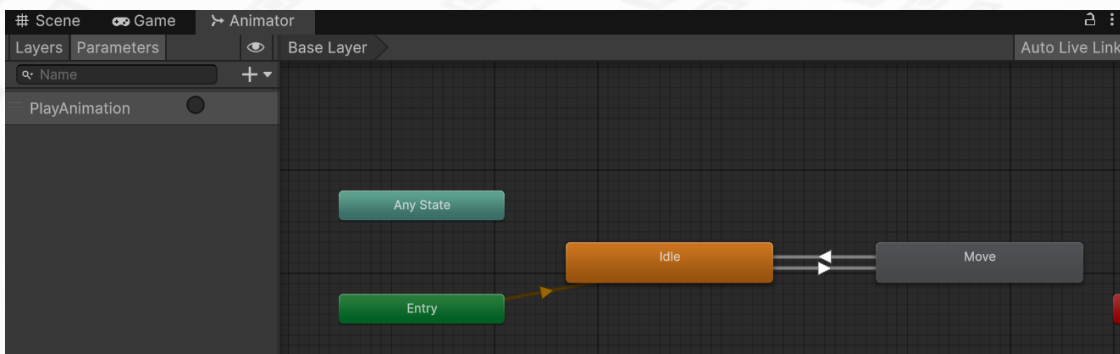 Scene Game Animator
Layers Parameters Base Layer Auto Live Link
Name
PlayAnimation
Any State
Idle Move
Entry